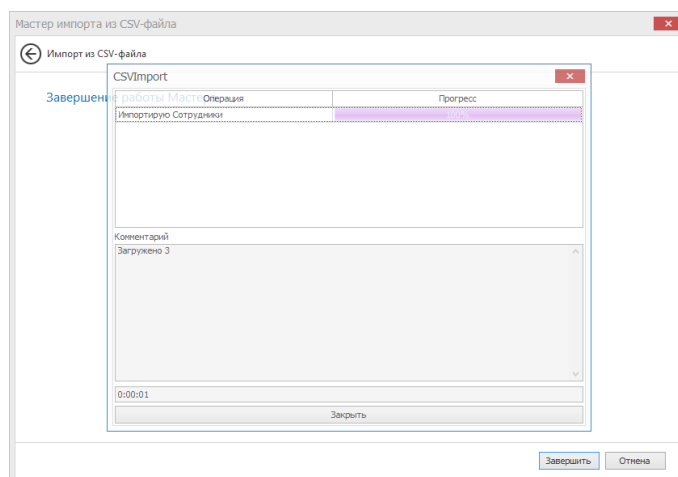 Мастер импорта из CSV-файла
Импорт из CSV-файла
CSVImport
Завершение работы Мастера
Операция
Прогресс
Импортирую Сотрудники
100%
Комментарий
Загружено 3
0:00:01
Закрыть
Завершить
Отмена